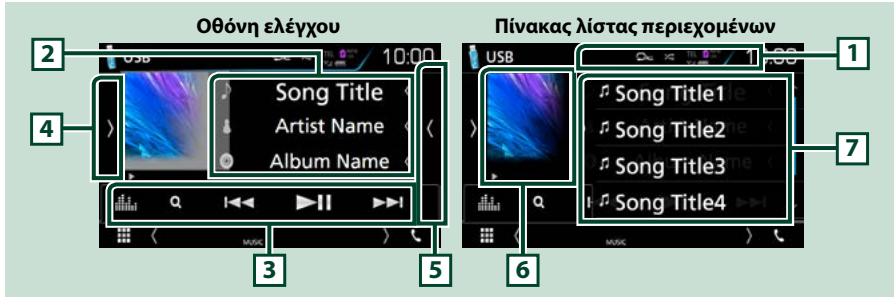 Οθόνη ελέγχου
Πίνακας λίστας περιεχομένων
2
USB
10:00
Song Title
Artist Name
Album Name
4
MUSIC
3
5
USB
1
Song Title1
Song Title2
Song Title3
Song Title4
7
MUSIC
6